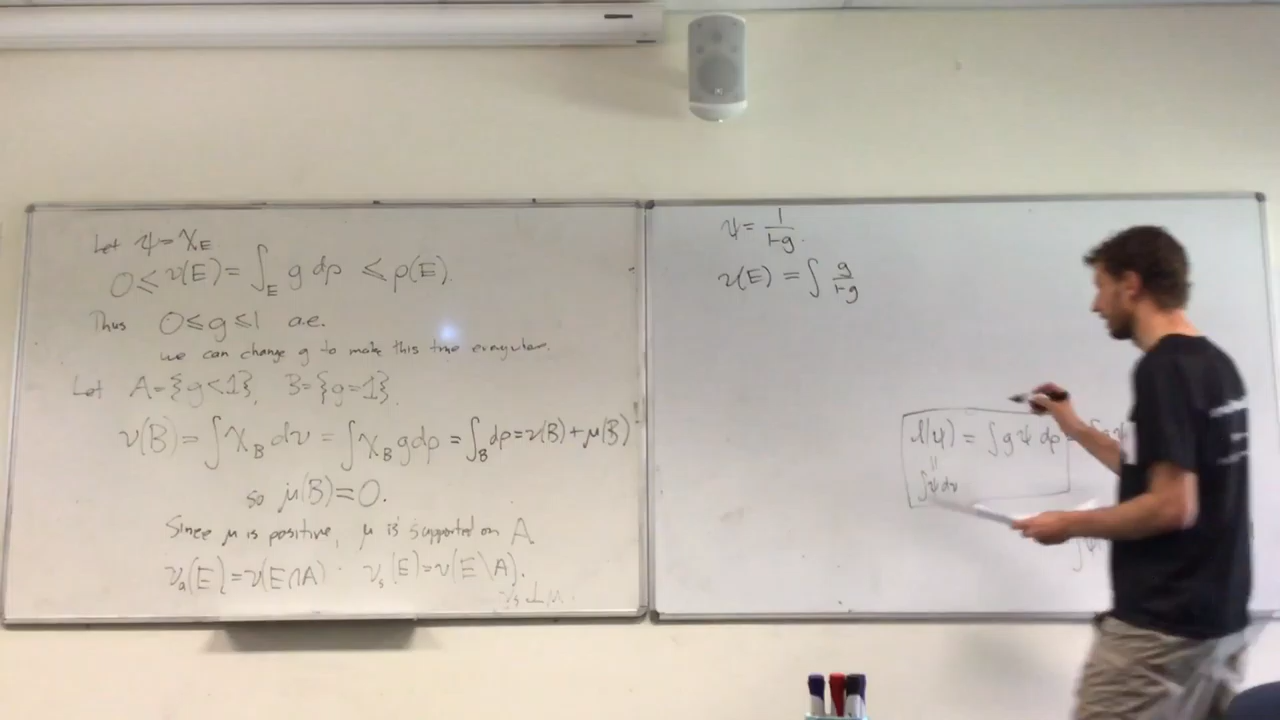 Let ψ = χ_E
0 ≤ ν(E) = ∫_E g dρ ≤ ρ(E).
Thus 0 ≤ g ≤ 1 a.e.
we can change g to make this true everywhere.
Let A = {g < 1}, B = {g = 1}.
ν(B) = ∫ χ_B dν = ∫ χ_B g dρ = ∫_B dρ = ν(B) + μ(B)
so μ(B) = 0.
Since μ is positive, μ is supported on A
ν_a(E) = ν(E ∩ A). ν_s(E) = ν(E \ A).
ν_s ⊥ μ.
ψ = 1/(1-g).
ν(E) = ∫ g/(1-g)
l(ψ) = ∫ g ψ dρ =
||
∫ ψ dν